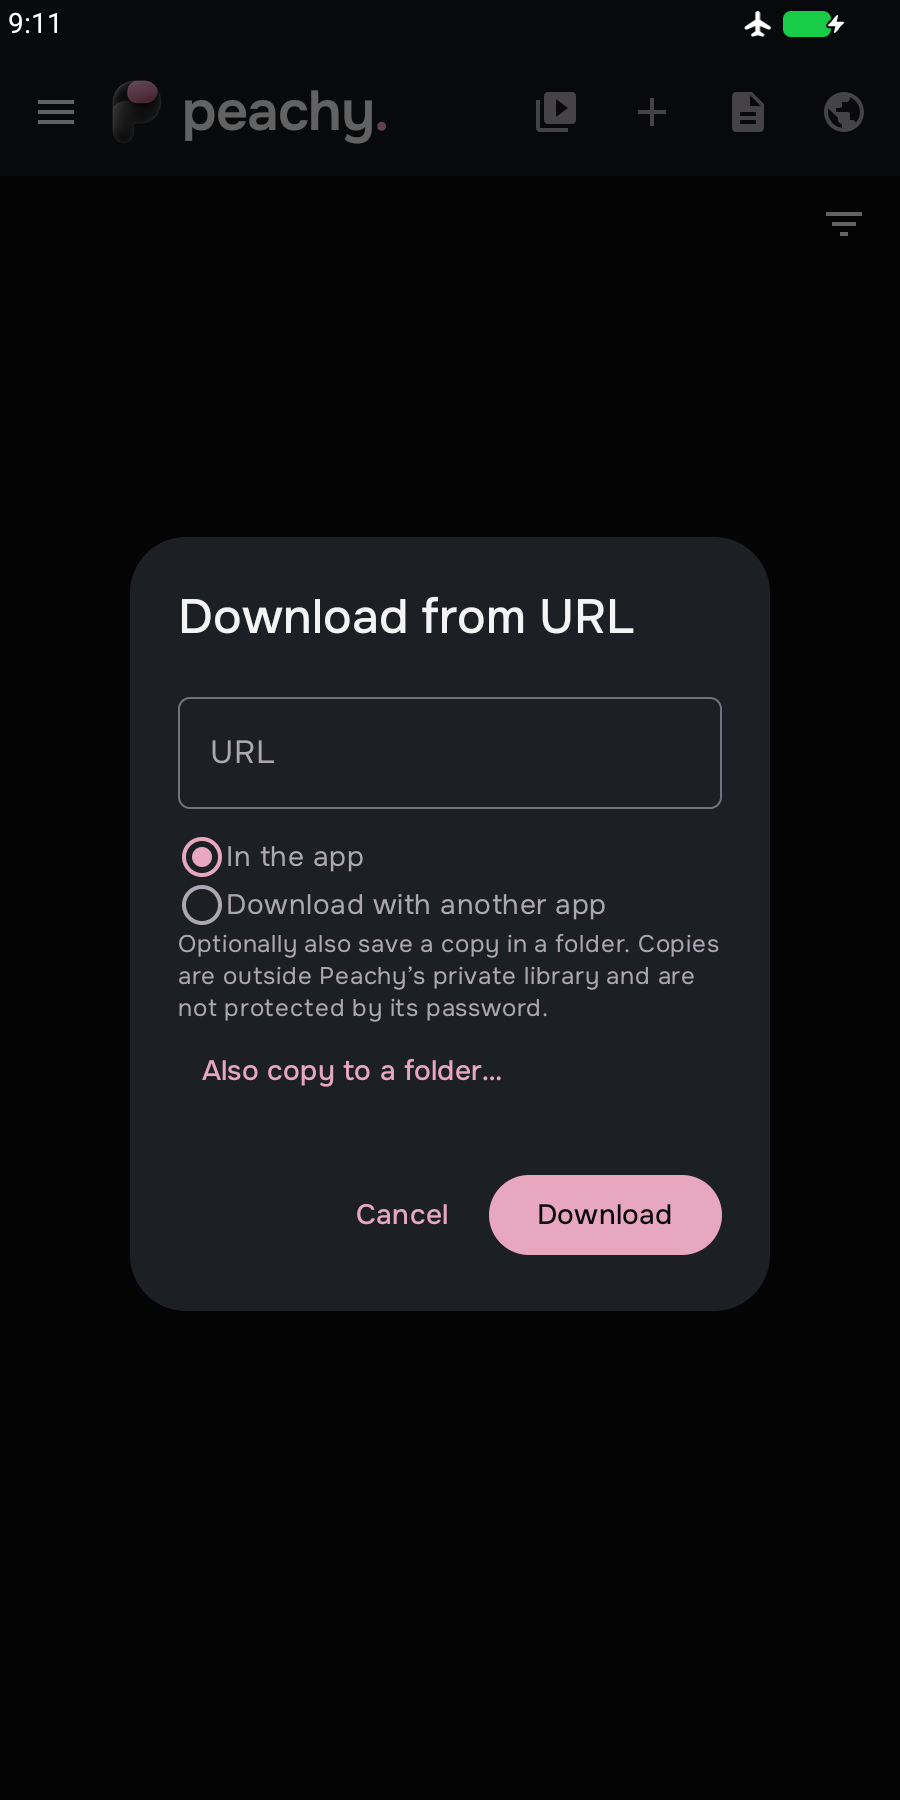 9:11
peachy.
Download from URL
URL
In the app
Download with another app
Optionally also save a copy in a folder. Copies
are outside Peachy’s private library and are
not protected by its password.
Also copy to a folder...
Cancel
Download